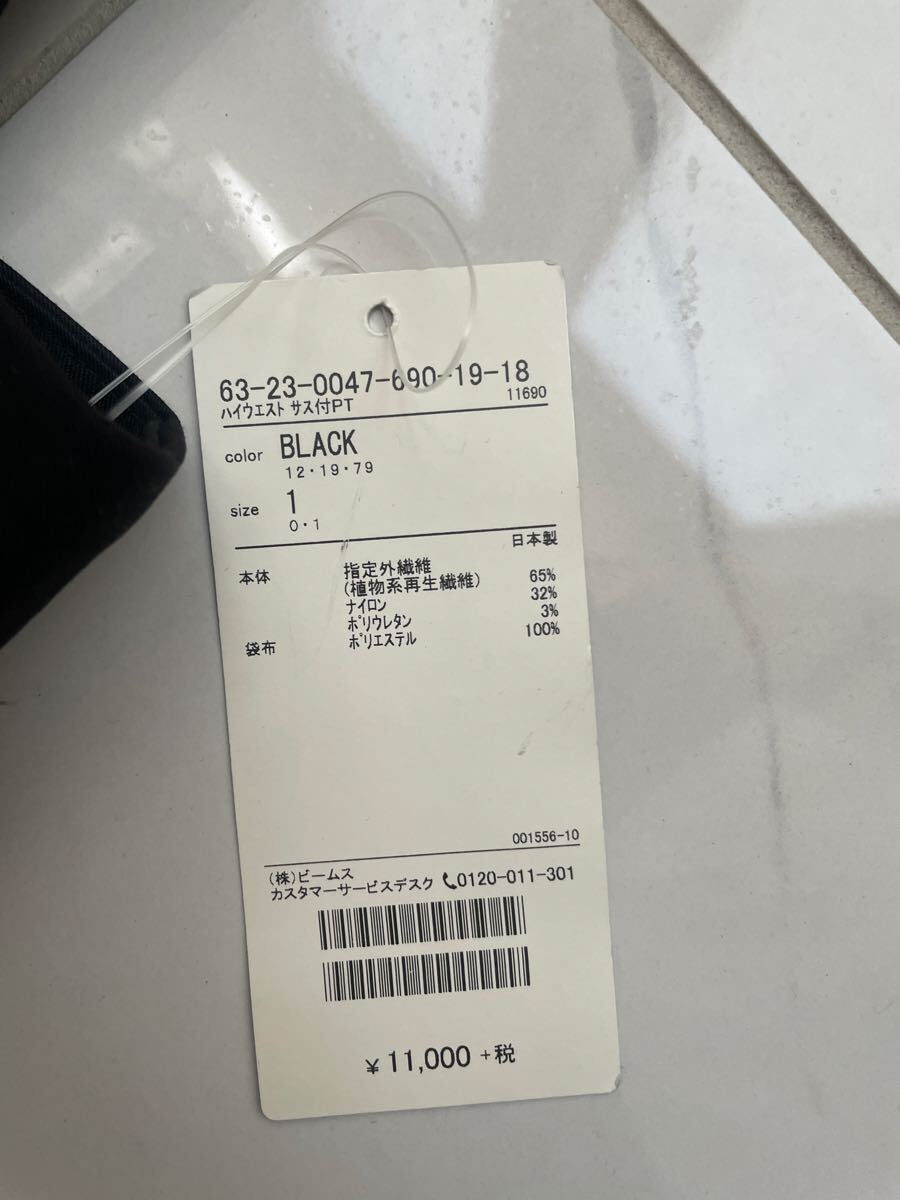 63-23-0047-690-19-18
ハイウエスト サス付PT 11690
color BLACK
12・19・79
size 1
0・1
日本製
本体 指定外繊維
(植物系再生繊維) 65%
ナイロン 32%
ポリウレタン 3%
袋布 ポリエステル 100%
001556-10
(株)ビームス
カスタマーサービスデスク 0120-011-301
¥11,000 +税